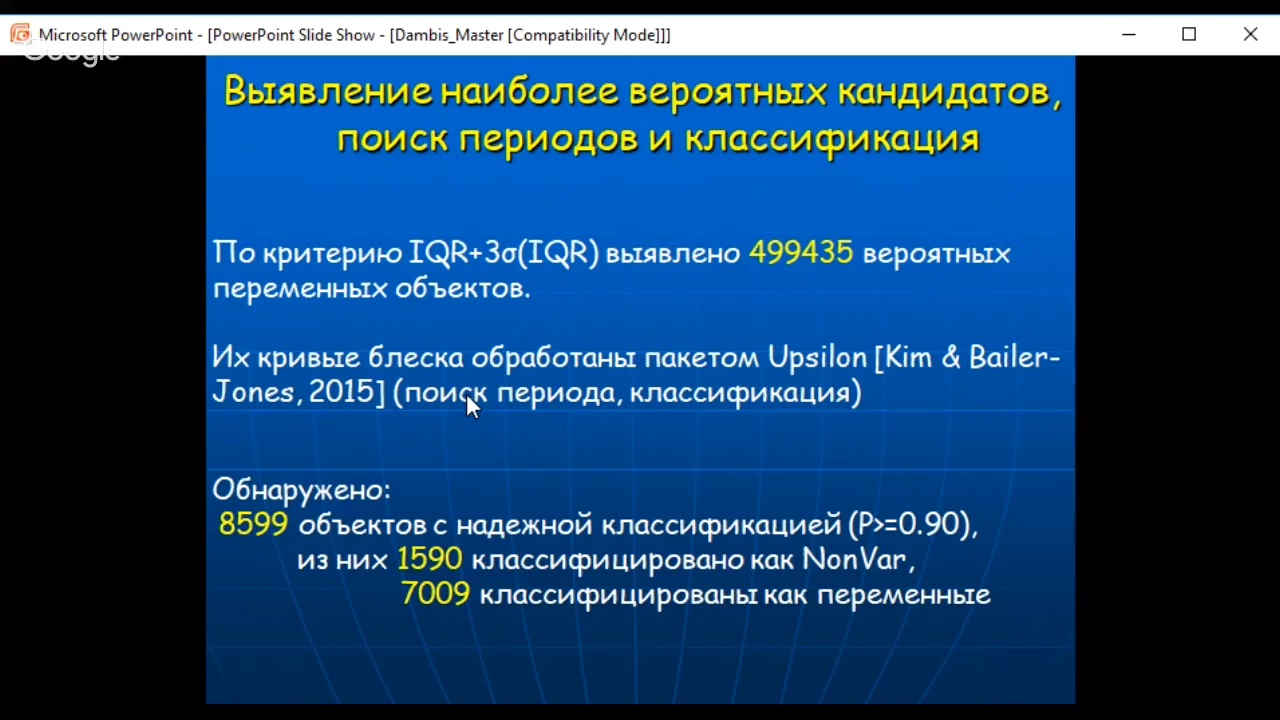 Microsoft PowerPoint - [PowerPoint Slide Show - [Dambis_Master [Compatibility Mode]]]
Google
Выявление наиболее вероятных кандидатов,
поиск периодов и классификация
По критерию IQR+3σ(IQR) выявлено 499435 вероятных
переменных объектов.
Их кривые блеска обработаны пакетом Upsilon [Kim & Bailer-
Jones, 2015] (поиск периода, классификация)
Обнаружено:
8599 объектов с надежной классификацией (P>=0.90),
из них 1590 классифицировано как NonVar,
7009 классифицированы как переменные